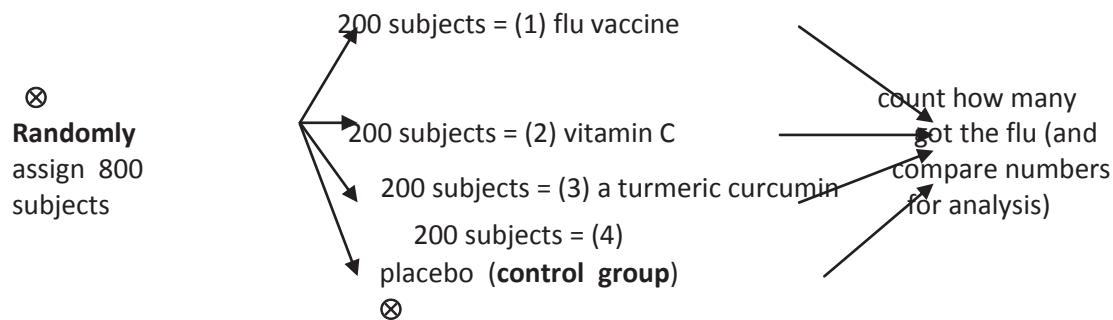 200 subjects = (1) flu vaccine
⊗
Randomly
assign 800
subjects
200 subjects = (2) vitamin C
200 subjects = (3) a turmeric curcumin
200 subjects = (4)
placebo (control group)
⊗
count how many
got the flu (and
compare numbers
for analysis)